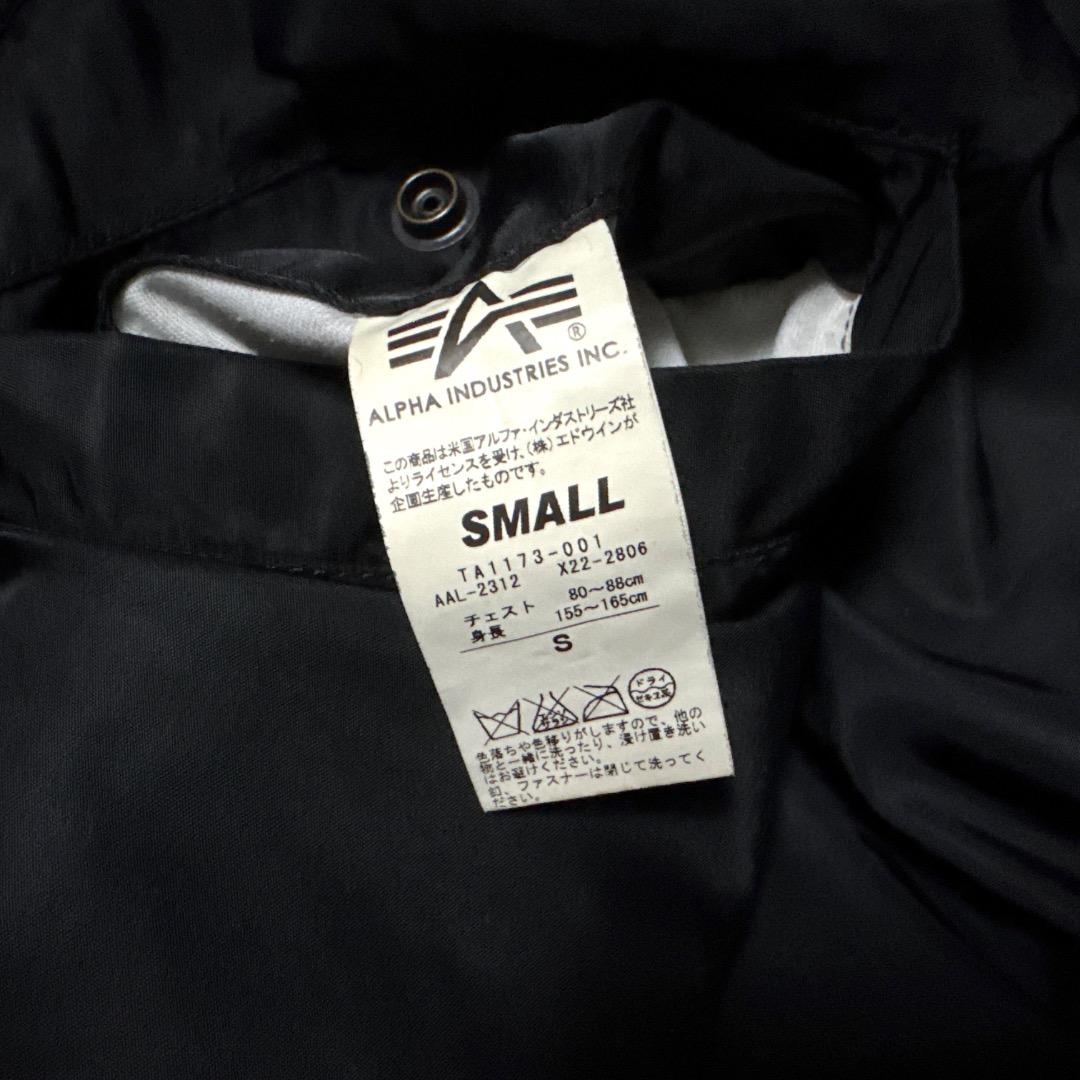 ALPHA INDUSTRIES INC.®
この商品は米国アルファ・インダストリーズ社
よりライセンスを受け、(株)エドウインが
企画生産したものです。
SMALL
TA1173-001
AAL-2312 X22-2806
チェスト 80～88cm
身長 155～165cm
S
ドライ
セキユ系
色落ちや色移りがしますので、他の
物と一緒に洗ったり、浸け置き洗い
はお避けください。
釦、ファスナーは閉じて洗ってく
ださい。